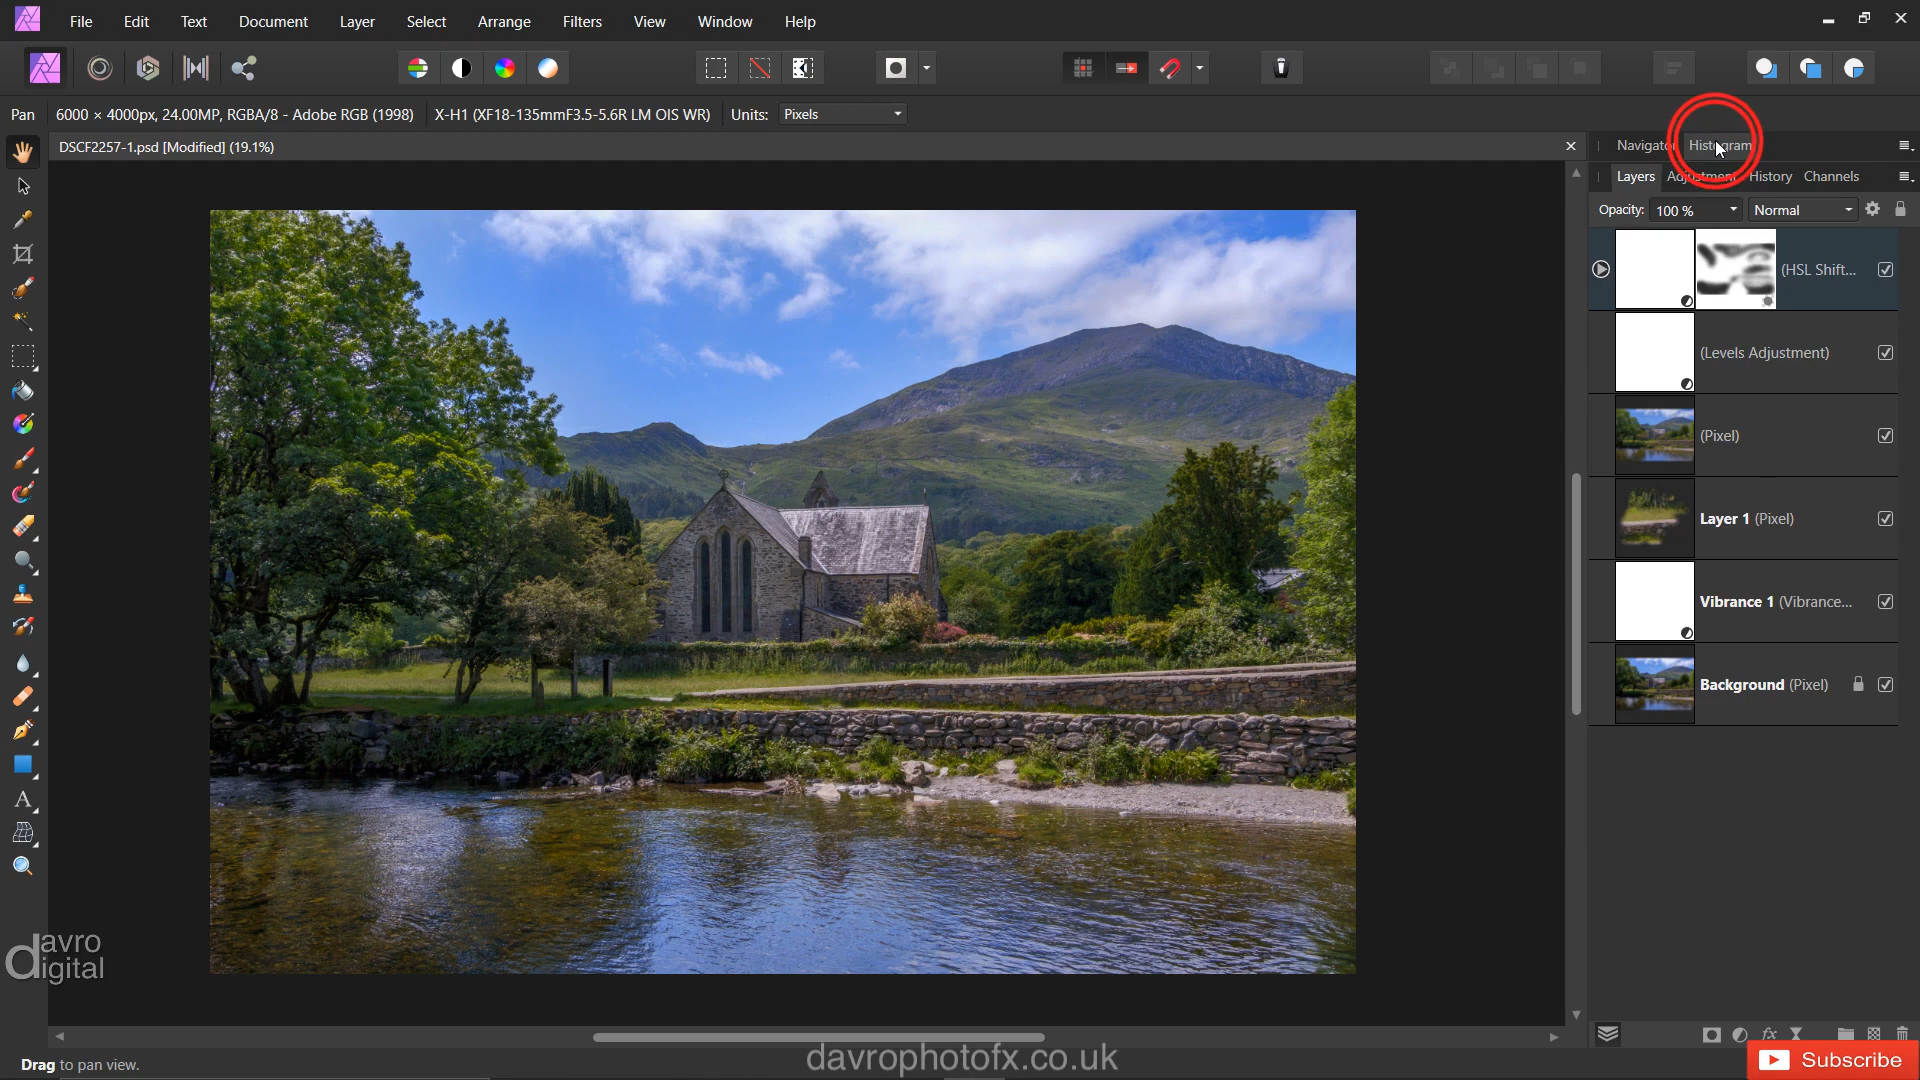 File Edit Text Document Layer Select Arrange Filters View Window Help
Pan 6000 × 4000px, 24.00MP, RGBA/8 - Adobe RGB (1998) X-H1 (XF18-135mmF3.5-5.6R LM OIS WR) Units: Pixels
DSCF2257-1.psd [Modified] (19.1%)
Navigator Histogram
Layers Adjustment History Channels
Opacity: 100 % Normal
(HSL Shift...
(Levels Adjustment)
(Pixel)
Layer 1 (Pixel)
Vibrance 1 (Vibrance...
Background (Pixel)
davro
digital
fx
davrophotofx.co.uk
Subscribe
Drag to pan view.